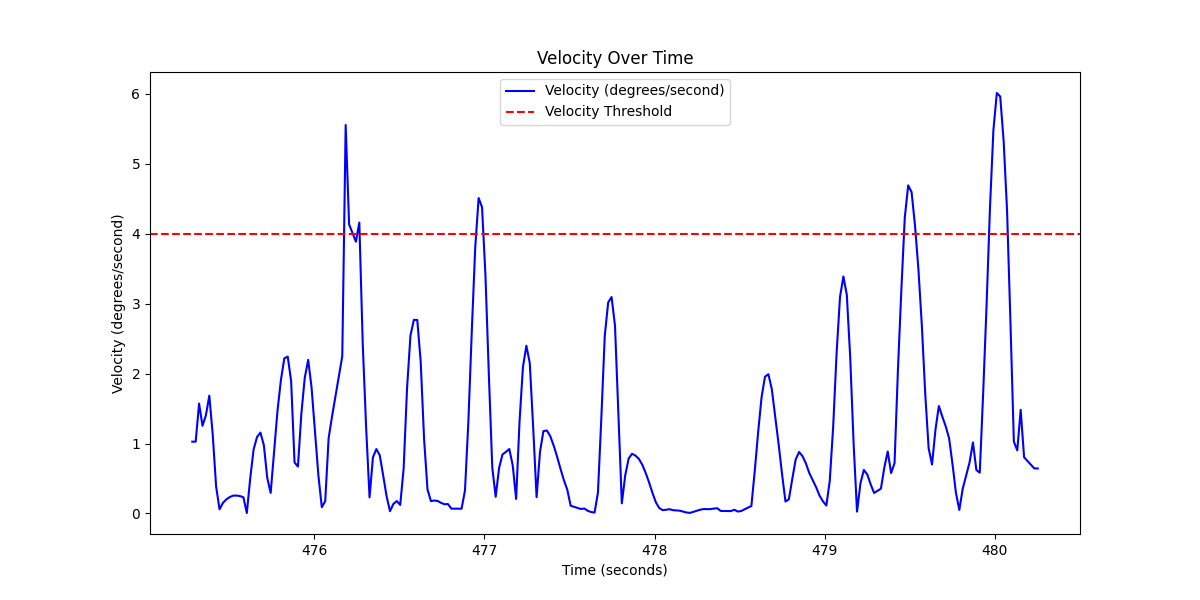 Velocity Over Time
Velocity (degrees/second)
Velocity Threshold
Velocity (degrees/second)
6
5
4
3
2
1
0
476 477 478 479 480
Time (seconds)